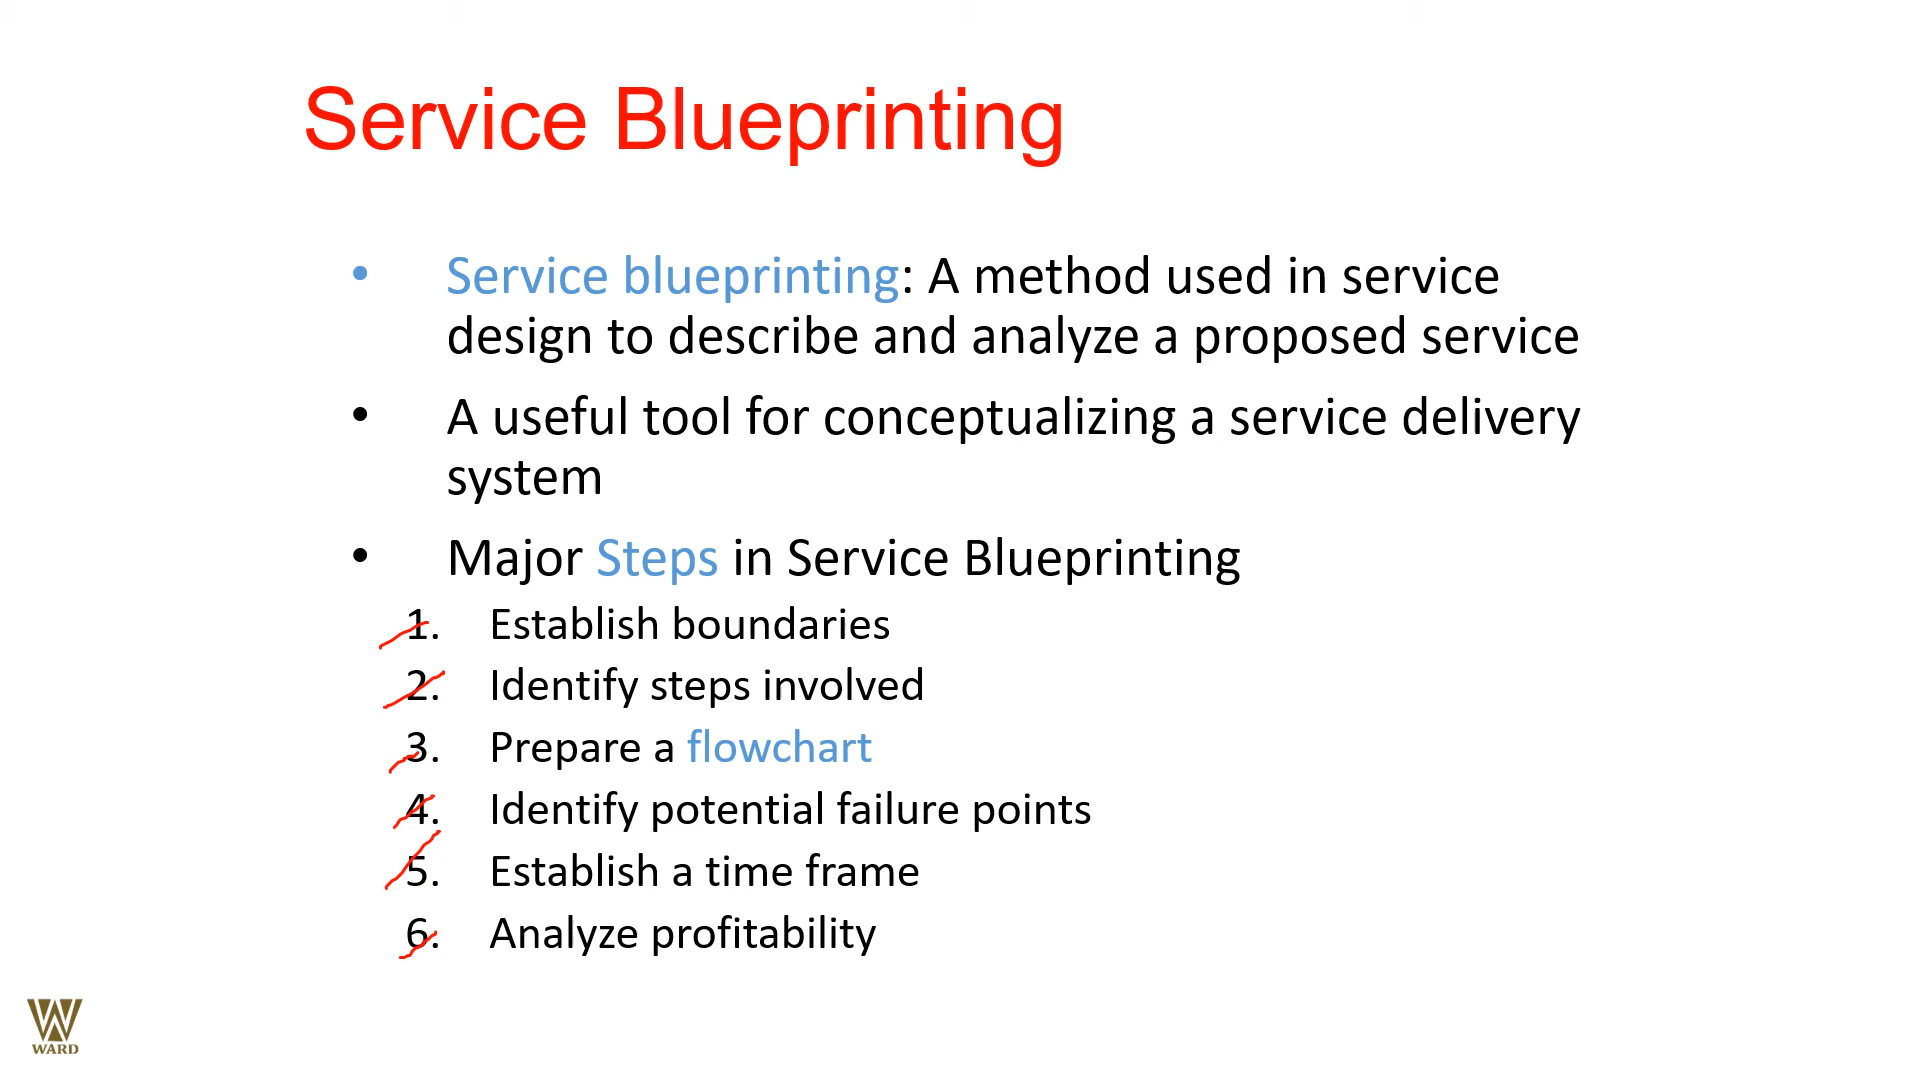 Service Blueprinting
• Service blueprinting: A method used in service
design to describe and analyze a proposed service
• A useful tool for conceptualizing a service delivery
system
• Major Steps in Service Blueprinting
1. Establish boundaries
2. Identify steps involved
3. Prepare a flowchart
4. Identify potential failure points
5. Establish a time frame
6. Analyze profitability
W
WARD